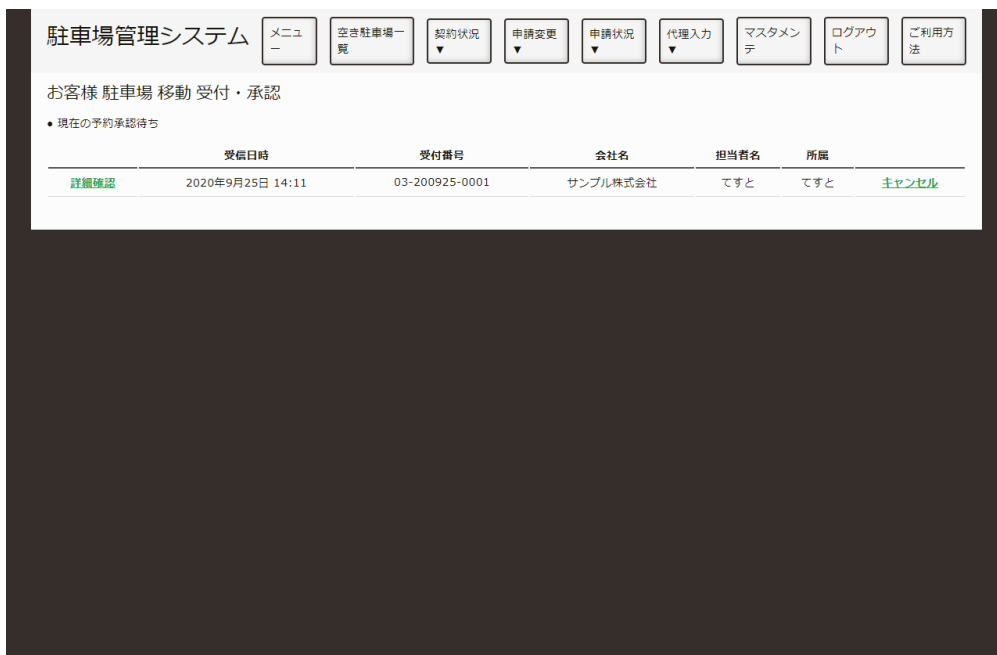 駐車場管理システム
メニュ
ー
空き駐車場一
覧
契約状況
▼
申請変更
▼
申請状況
▼
代理入力
▼
マスタメン
テ
ログアウ
ト
ご利用方
法
お客様 駐車場 移動 受付・承認
● 現在の予約承認待ち
受信日時 受付番号 会社名 担当者名 所属
詳細確認 2020年9月25日 14:11 03-200925-0001 サンプル株式会社 てすと てすと キャンセル